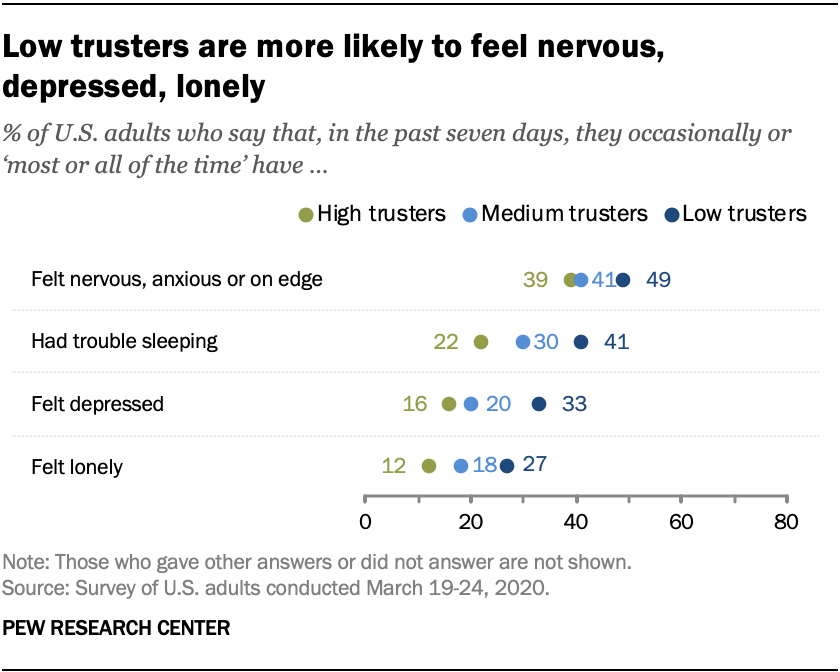 Low trusters are more likely to feel nervous,
depressed, lonely
% of U.S. adults who say that, in the past seven days, they occasionally or
‘most or all of the time’ have ...
High trusters Medium trusters Low trusters
Felt nervous, anxious or on edge 39 41 49
Had trouble sleeping 22 30 41
Felt depressed 16 20 33
Felt lonely 12 18 27
0 20 40 60 80
Note: Those who gave other answers or did not answer are not shown.
Source: Survey of U.S. adults conducted March 19-24, 2020.
PEW RESEARCH CENTER